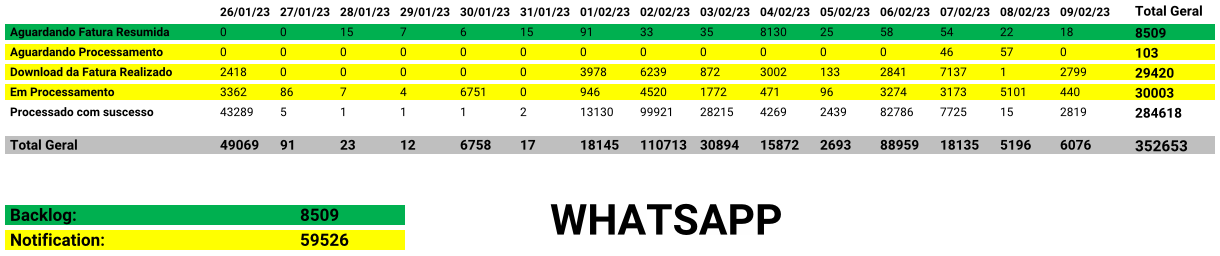 26/01/23 27/01/23 28/01/23 29/01/23 30/01/23 31/01/23 01/02/23 02/02/23 03/02/23 04/02/23 05/02/23 06/02/23 07/02/23 08/02/23 09/02/23 Total Geral
Aguardando Fatura Resumida 0 0 15 7 6 15 91 33 35 8130 25 58 54 22 18 8509
Aguardando Processamento 0 0 0 0 0 0 0 0 0 0 0 0 46 57 0 103
Download da Fatura Realizado 2418 0 0 0 0 0 3978 6239 872 3002 133 2841 7137 1 2799 29420
Em Processamento 3362 86 7 4 6751 0 946 4520 1772 471 96 3274 3173 5101 440 30003
Processado com suscesso 43289 5 1 1 1 2 13130 99921 28215 4269 2439 82786 7725 15 2819 284618
Total Geral 49069 91 23 12 6758 17 18145 110713 30894 15872 2693 88959 18135 5196 6076 352653
WHATSAPP
Backlog: 8509
Notification: 59526